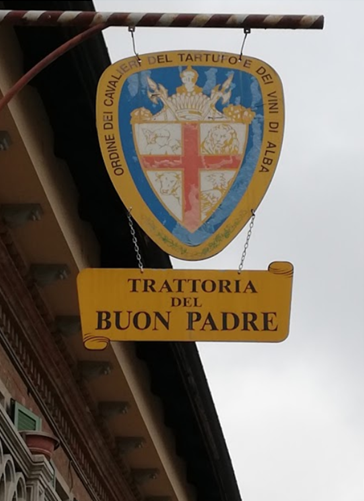 ORDINE DEI CAVALIERI DEL TARTUFO E DEI VINI DI ALBA
TRATTORIA
DEL
BUON PADRE